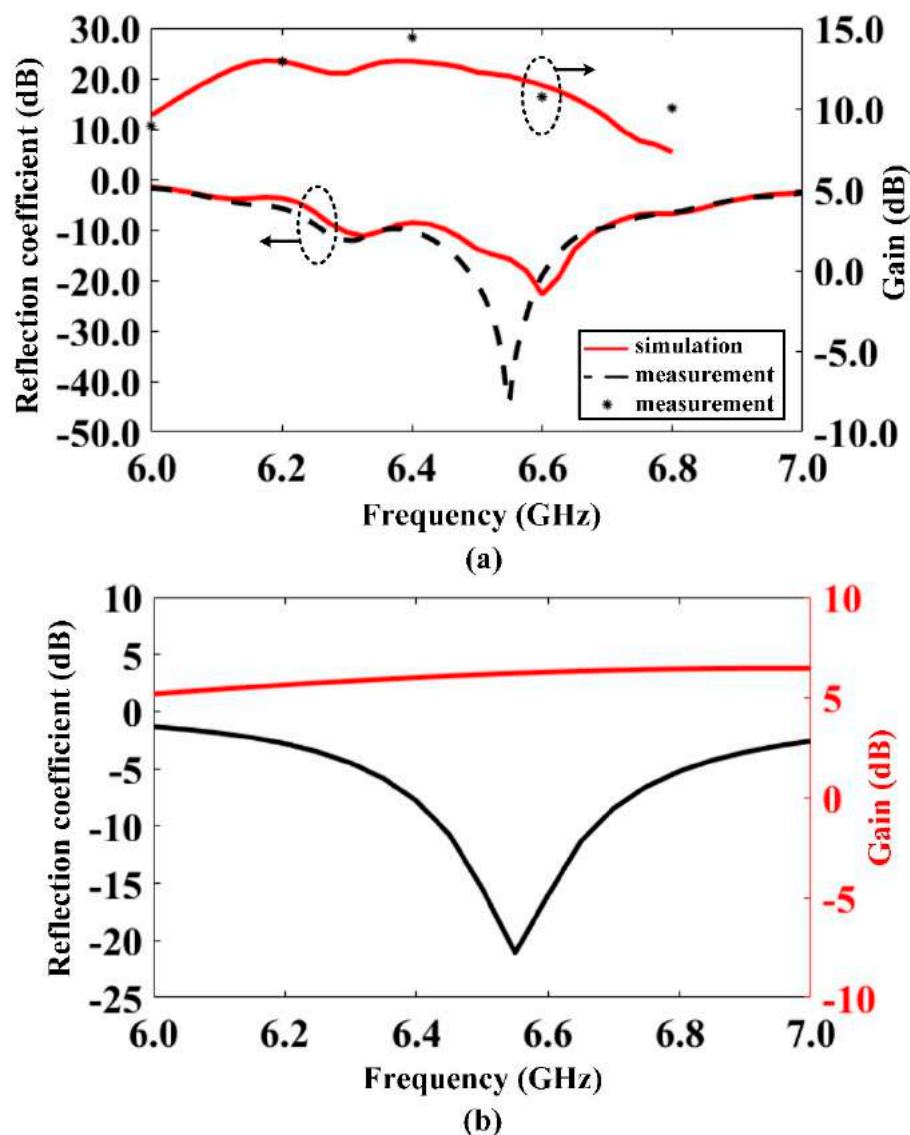 30.0
20.0
10.0
0.0
-10.0
-20.0
-30.0
-40.0
-50.0
Reflection coefficient (dB)
15.0
10.0
5.0
0.0
-5.0
-10.0
Gain (dB)
simulation
measurement
measurement
6.0 6.2 6.4 6.6 6.8 7.0
Frequency (GHz)
(a)
10
5
0
-5
-10
-15
-20
-25
Reflection coefficient (dB)
10
5
0
-5
-10
Gain (dB)
6.0 6.2 6.4 6.6 6.8 7.0
Frequency (GHz)
(b)